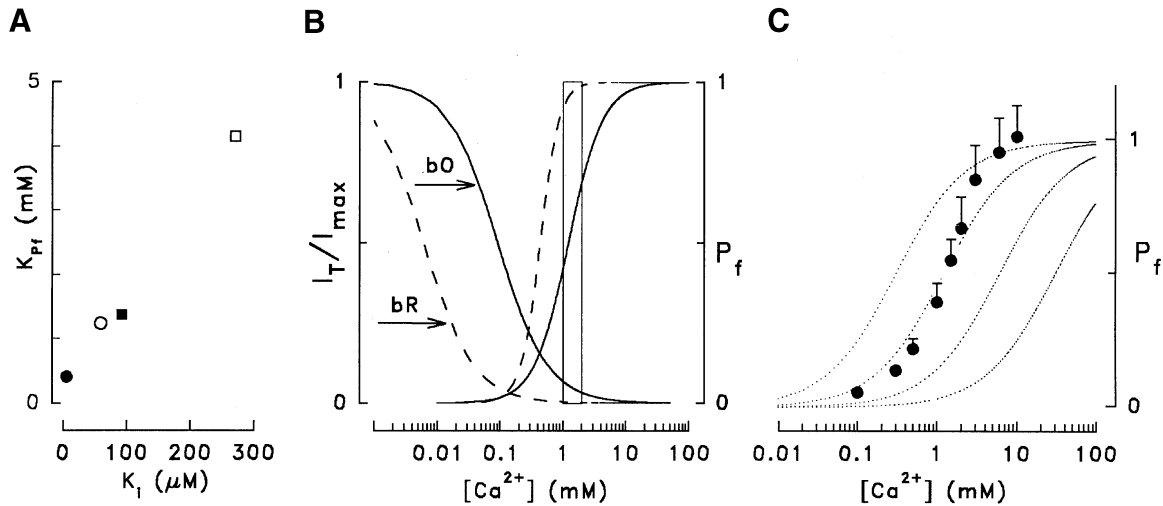 A
B
C
5
0
K_Pf (mM)
0 100 200 300
K_i (μM)
1
0
I_T/I_max
bO
bR
1
P_f
0
0.01 0.1 1 10 100
[Ca²⁺] (mM)
1
P_f
0
0.01 0.1 1 10 100
[Ca²⁺] (mM)